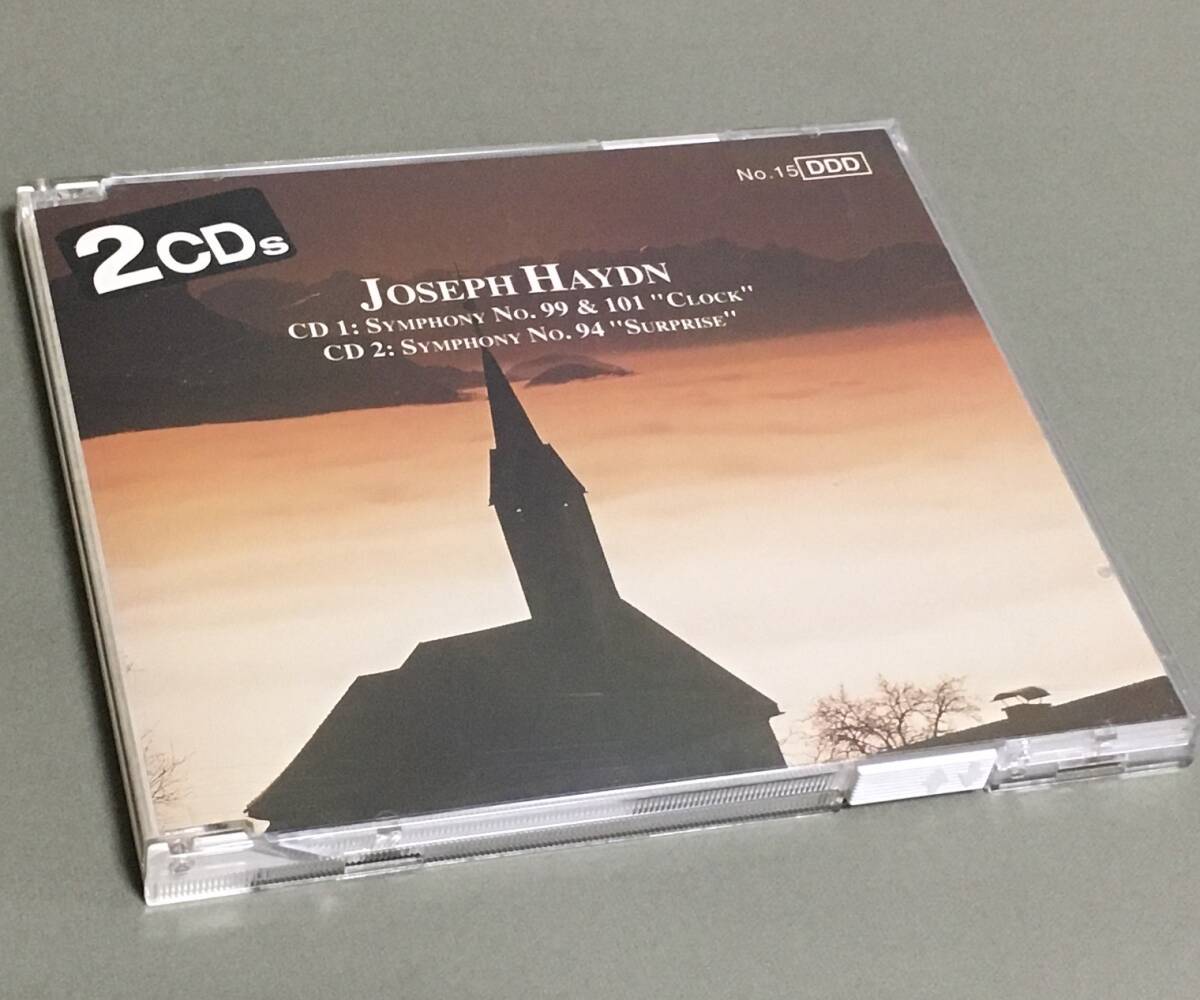 No.15 DDD
2CDs
JOSEPH HAYDN
CD 1: SYMPHONY NO. 99 & 101 "CLOCK"
CD 2: SYMPHONY NO. 94 "SURPRISE"